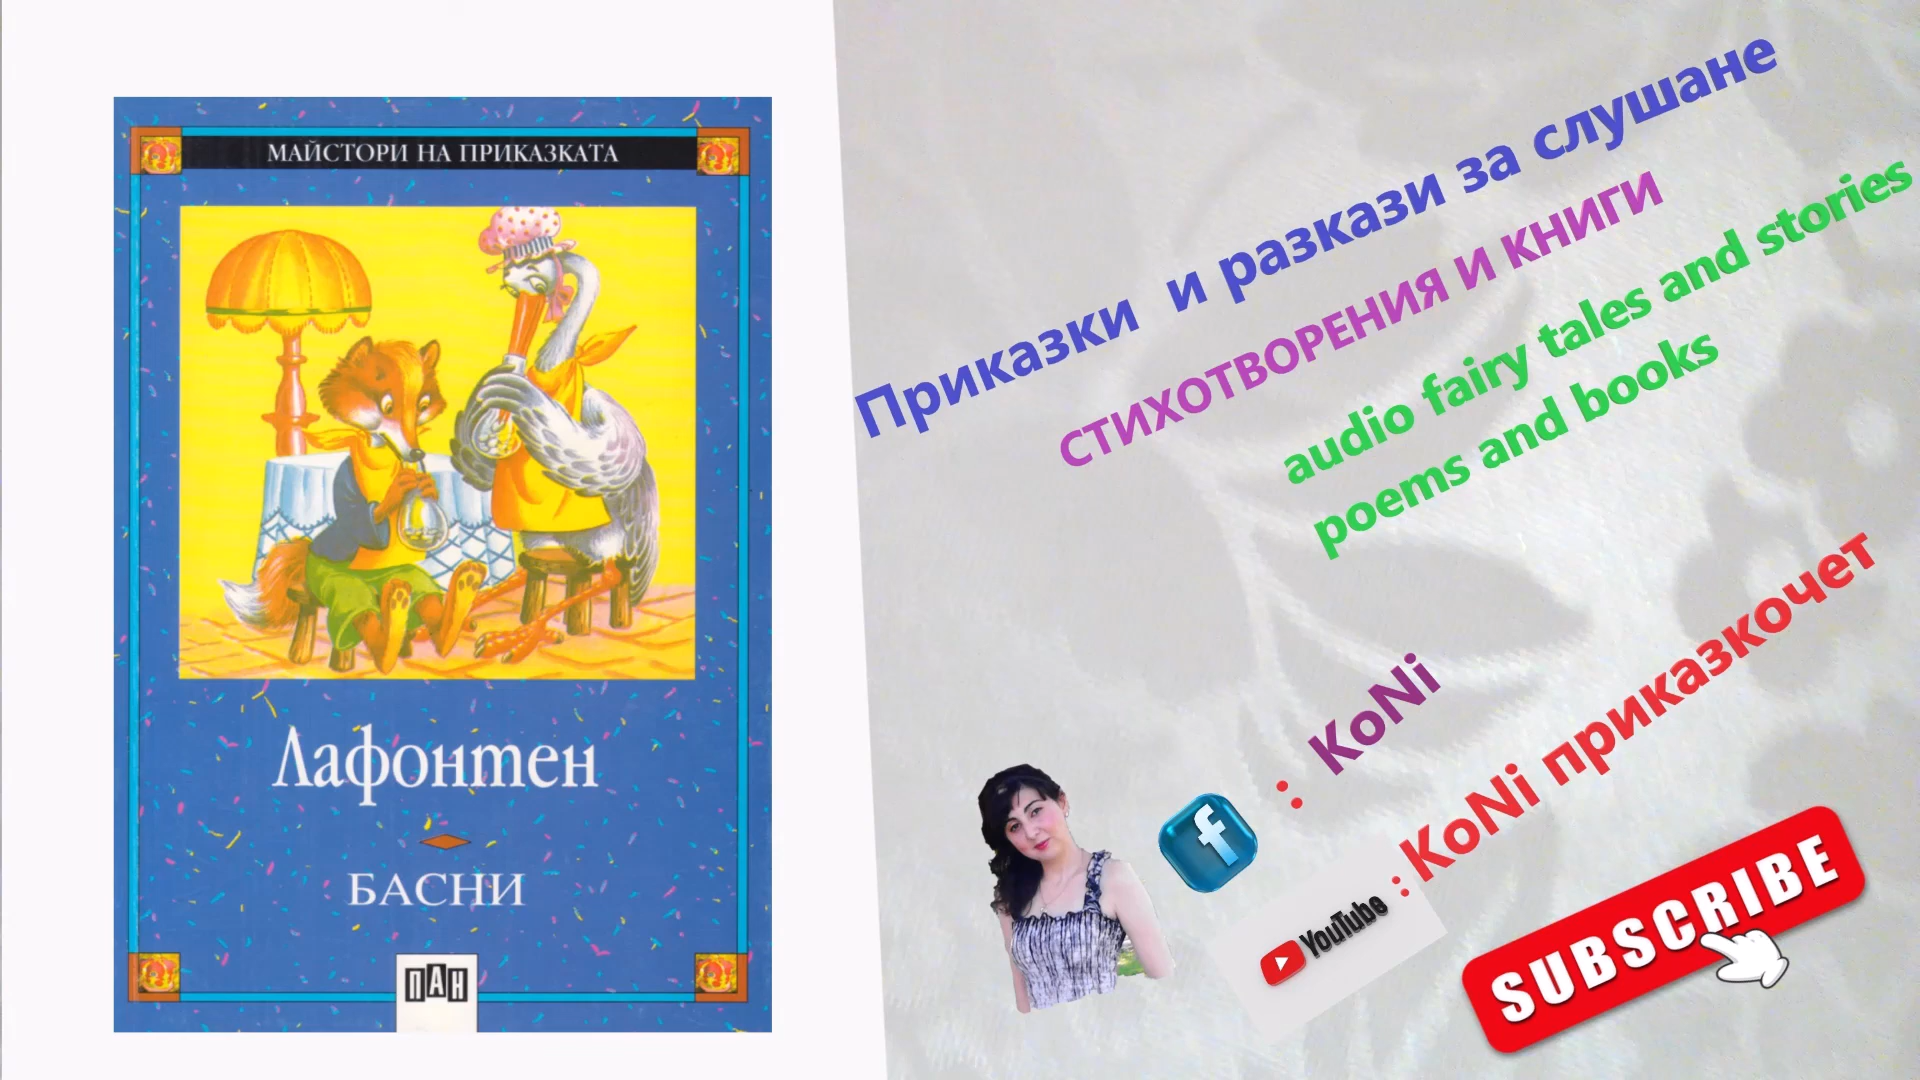 МАЙСТОРИ НА ПРИКАЗКАТА
Лафонтен
БАСНИ
ПАН
Приказки и разкази за слушане
СТИХОТВОРЕНИЯ И КНИГИ
audio fairy tales and stories
poems and books
f : KoNi
YouTube : KoNi приказкочет
SUBSCRIBE